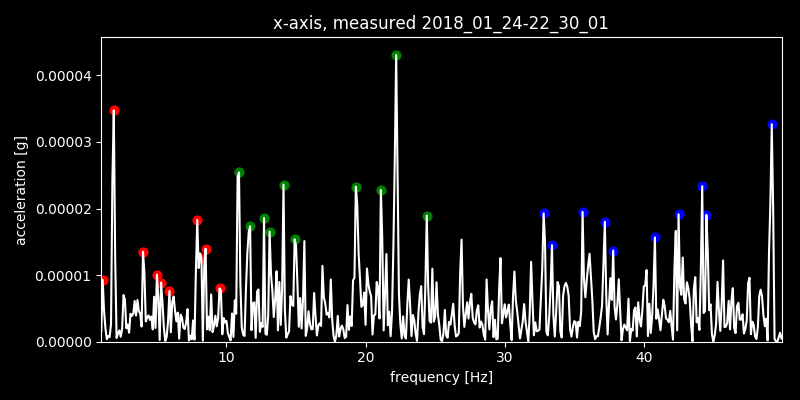 x-axis, measured 2018_01_24-22_30_01
acceleration [g]
0.00004
0.00003
0.00002
0.00001
0.00000
10 20 30 40
frequency [Hz]